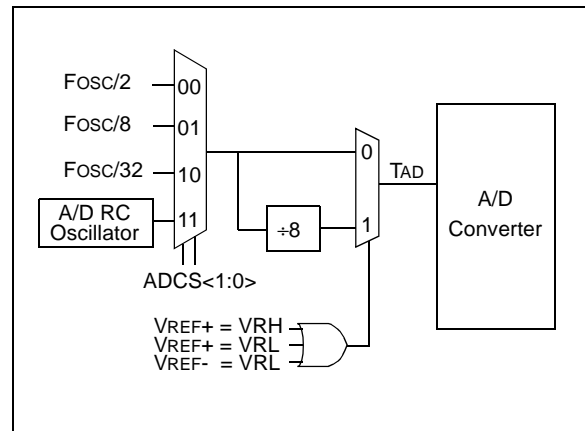 FOSC/2
00
FOSC/8
01
FOSC/32
10
A/D RC
Oscillator
11
ADCS<1:0>
0
1
÷8
TAD
A/D
Converter
VREF+ = VRH
VREF+ = VRL
VREF- = VRL